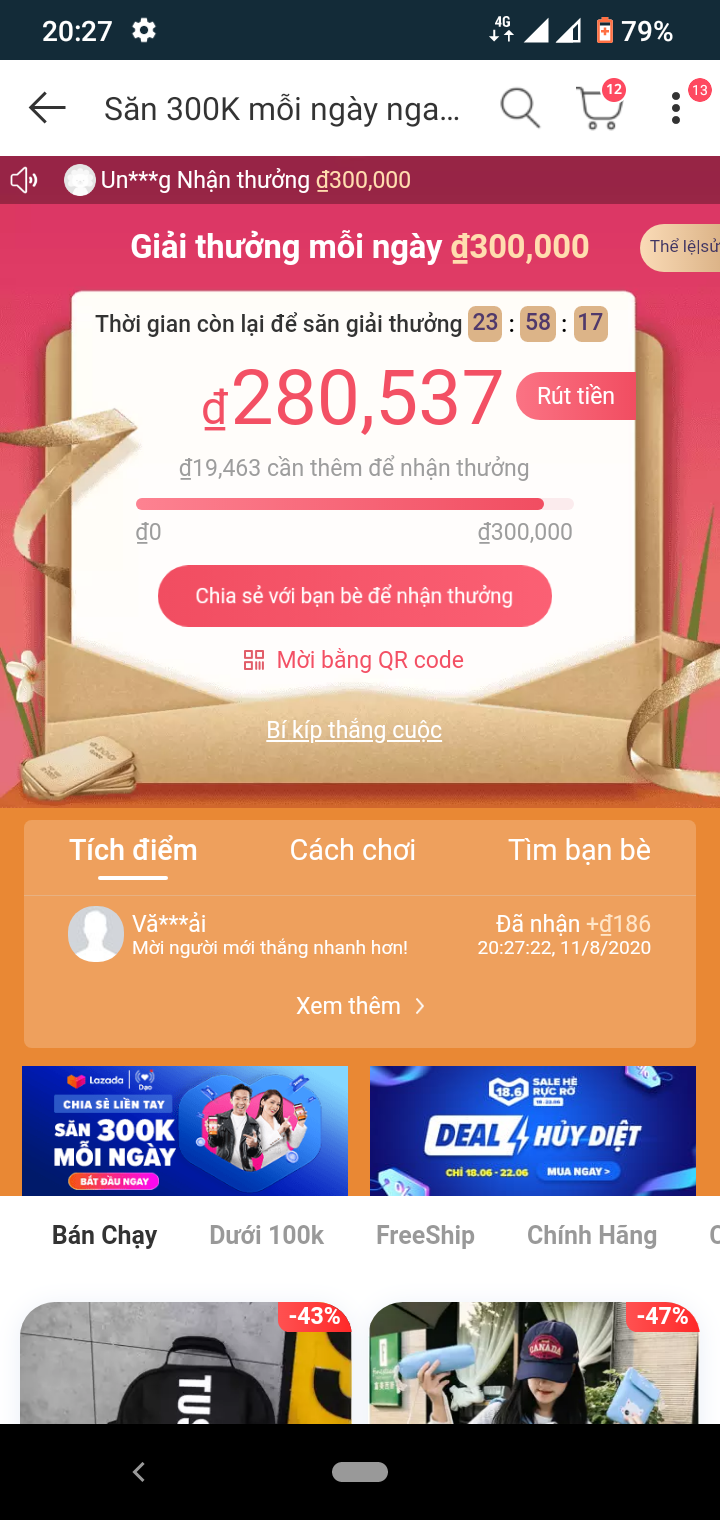 20:27
4G
79%
Săn 300K mỗi ngày nga...
12
13
Un***g Nhận thưởng ₫300,000
Giải thưởng mỗi ngày ₫300,000
Thể lệ|sử
Thời gian còn lại để săn giải thưởng 23 : 58 : 17
₫280,537
Rút tiền
₫19,463 cần thêm để nhận thưởng
₫0
₫300,000
Chia sẻ với bạn bè để nhận thưởng
Mời bằng QR code
Bí kíp thắng cuộc
Tích điểm
Cách chơi
Tìm bạn bè
Vă***ải
Đã nhận +₫186
Mời người mới thắng nhanh hơn!
20:27:22, 11/8/2020
Xem thêm
Lazada
Dạo
CHIA SẺ LIỀN TAY
SĂN 300K
MỖI NGÀY
BẮT ĐẦU NGAY
18.6
SALE HÈ
RỰC RỠ
18 - 22.06
DEAL HỦY DIỆT
CHỈ 18.06 - 22.06
MUA NGAY >
Bán Chạy
Dưới 100k
FreeShip
Chính Hãng
-43%
-47%
TUS
CANADA